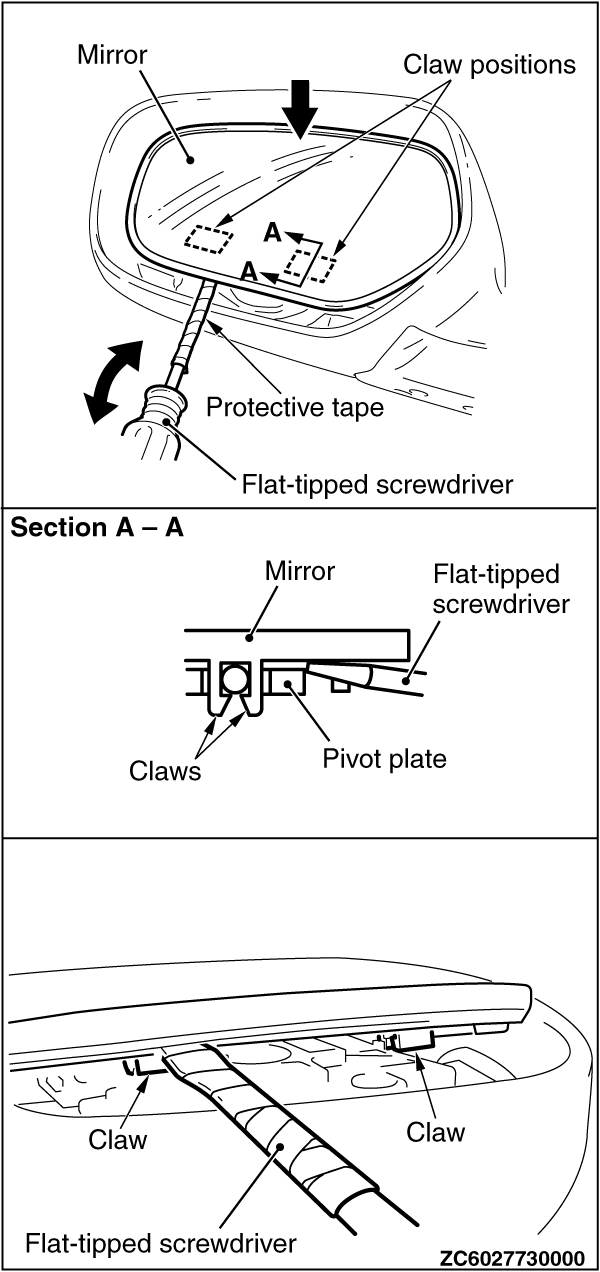 Mirror
Claw positions
A
A
Protective tape
Flat-tipped screwdriver
Section A – A
Mirror
Flat-tipped
screwdriver
Claws
Pivot plate
Claw
Claw
Flat-tipped screwdriver
ZC6027730000